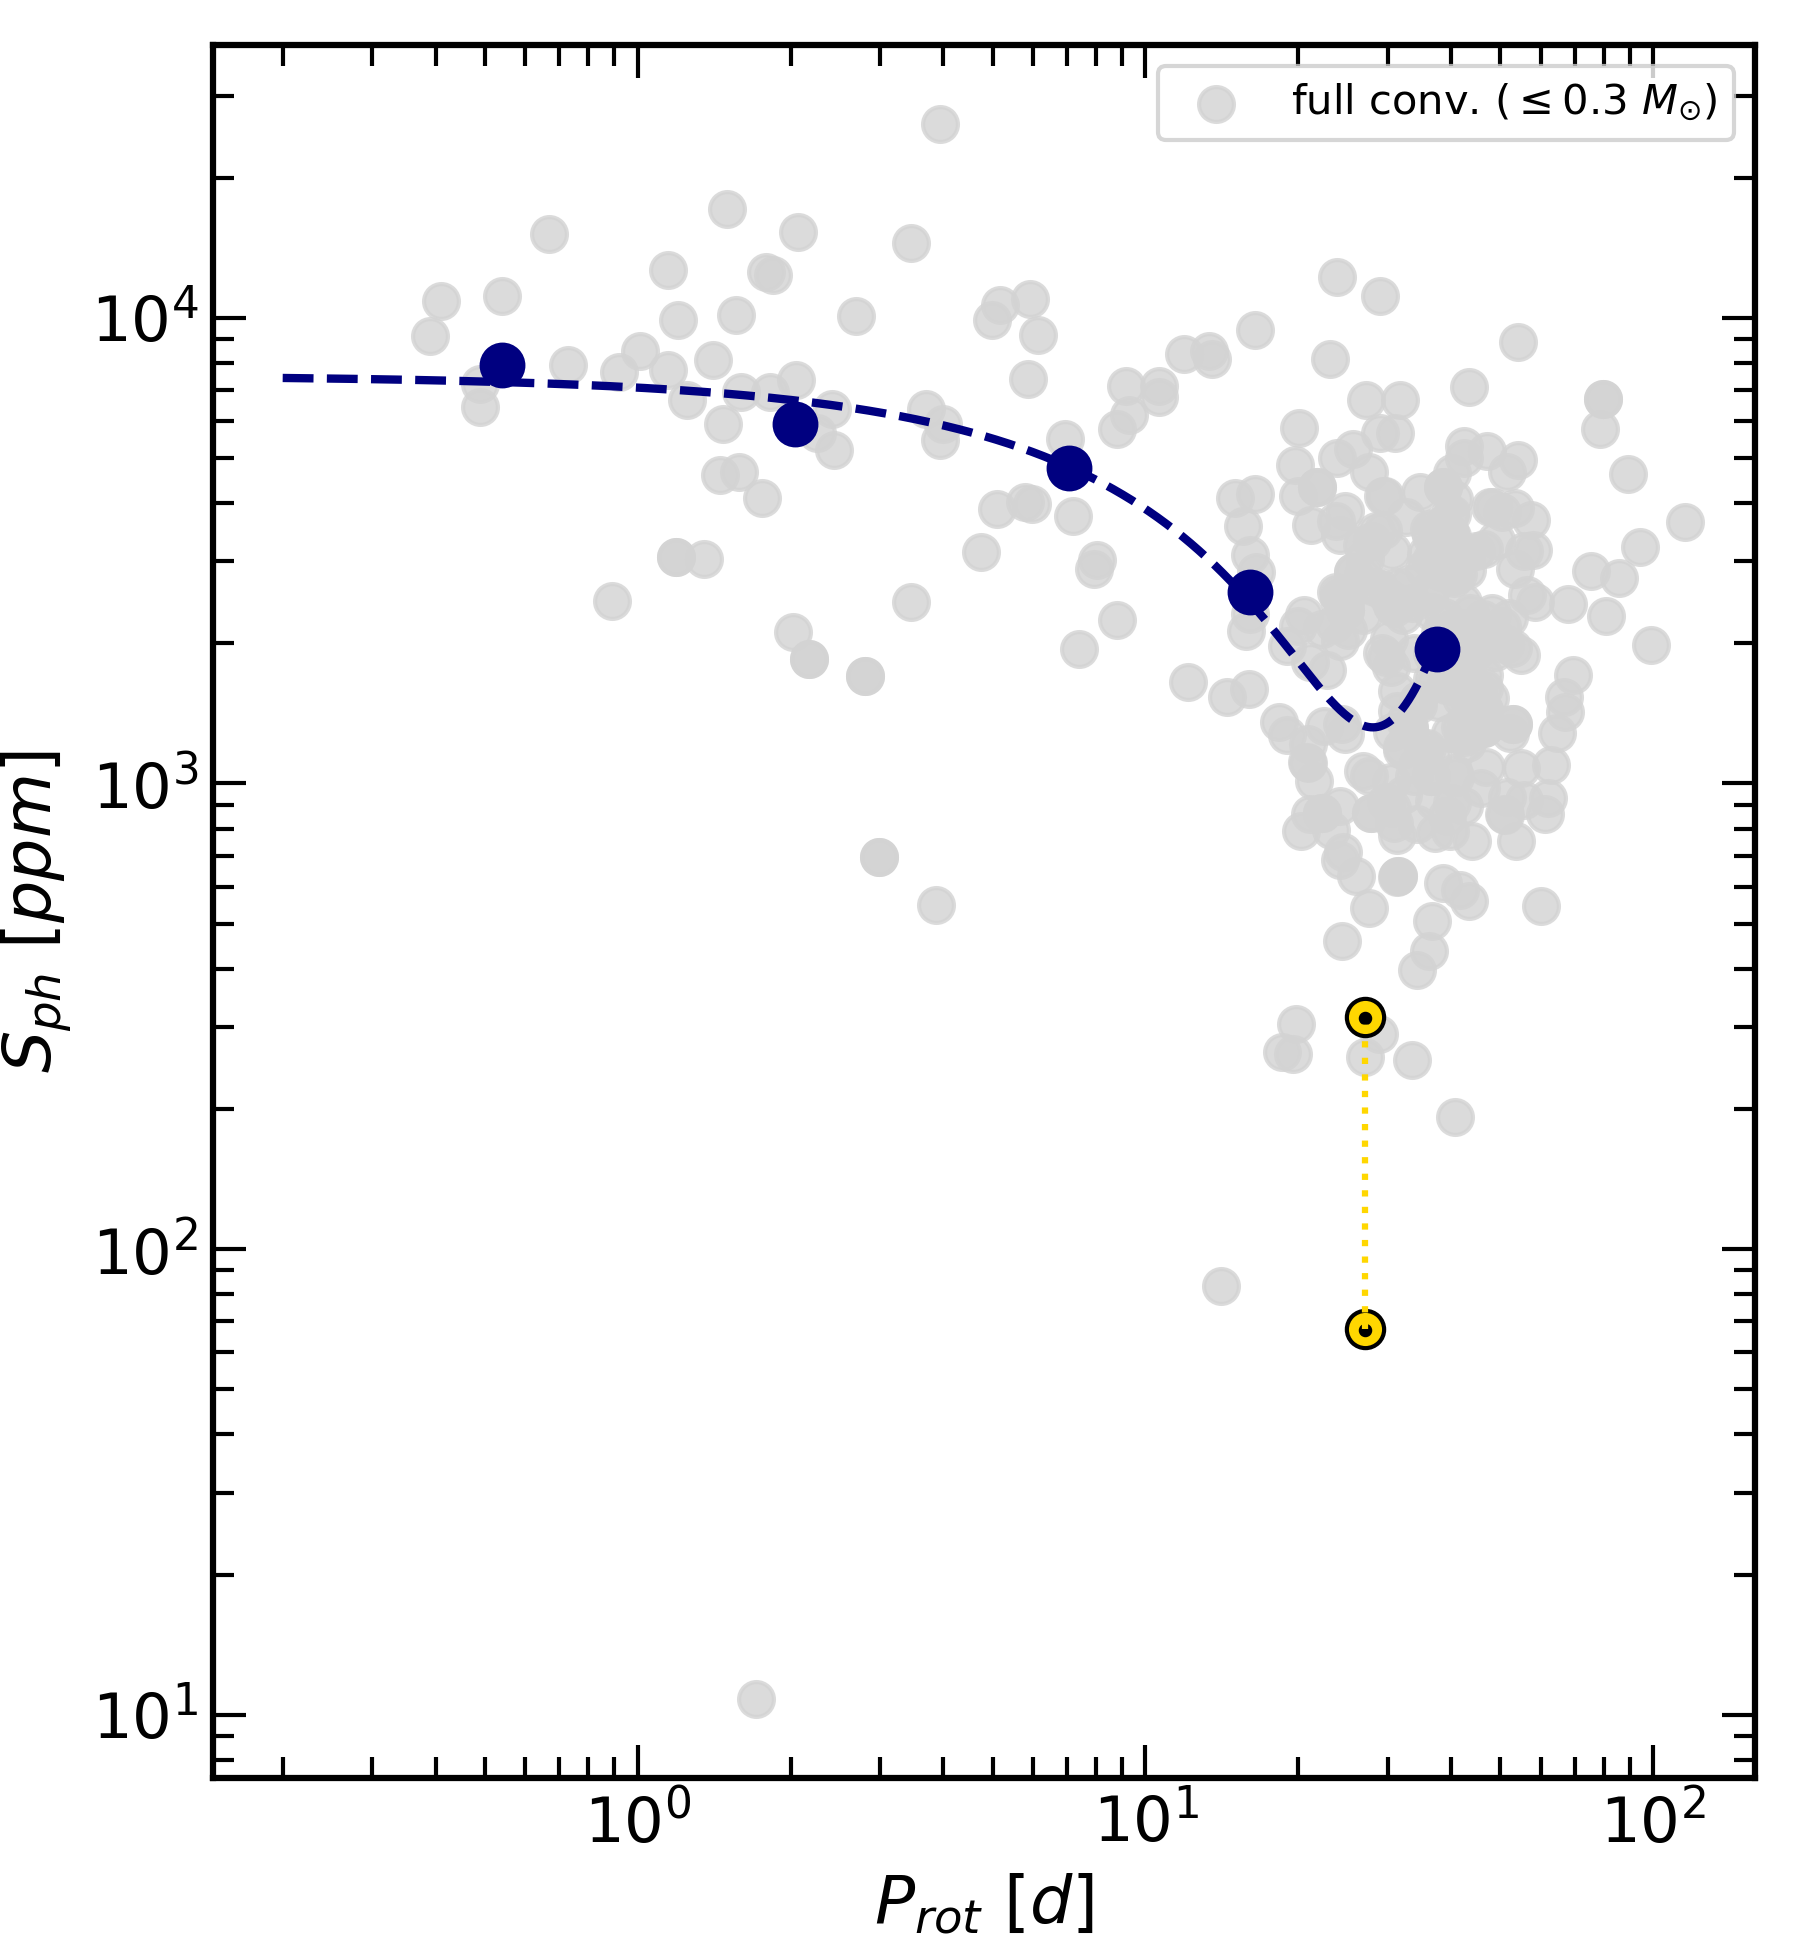 full conv. (≤0.3 M⊙)
10⁴
10³
10²
10¹
S_ph [ppm]
10⁰ 10¹ 10²
P_rot [d]